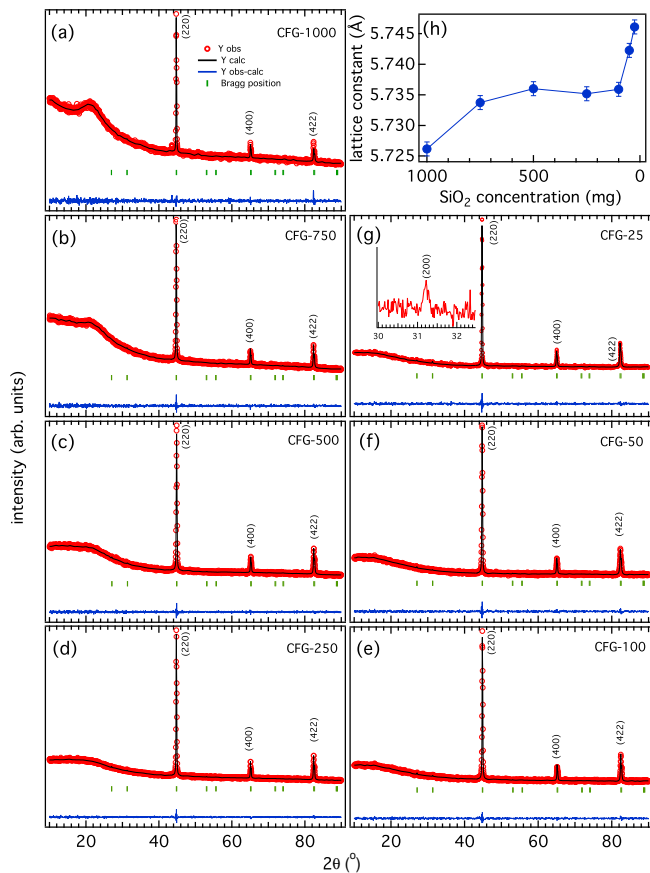 (a)
CFG-1000
(220)
Y obs
Y calc
Y obs-calc
Bragg position
(400)
(422)
(h)
lattice constant (Å)
5.745
5.740
5.735
5.730
5.725
1000
500
0
SiO2 concentration (mg)
(b)
CFG-750
(220)
(400)
(422)
(g)
CFG-25
(220)
(200)
30
31
32
(400)
(422)
(c)
CFG-500
(220)
(400)
(422)
(f)
CFG-50
(220)
(400)
(422)
(d)
CFG-250
(220)
(400)
(422)
(e)
CFG-100
(220)
(400)
(422)
intensity (arb. units)
20 40 60 80
20 40 60 80
2θ (o)